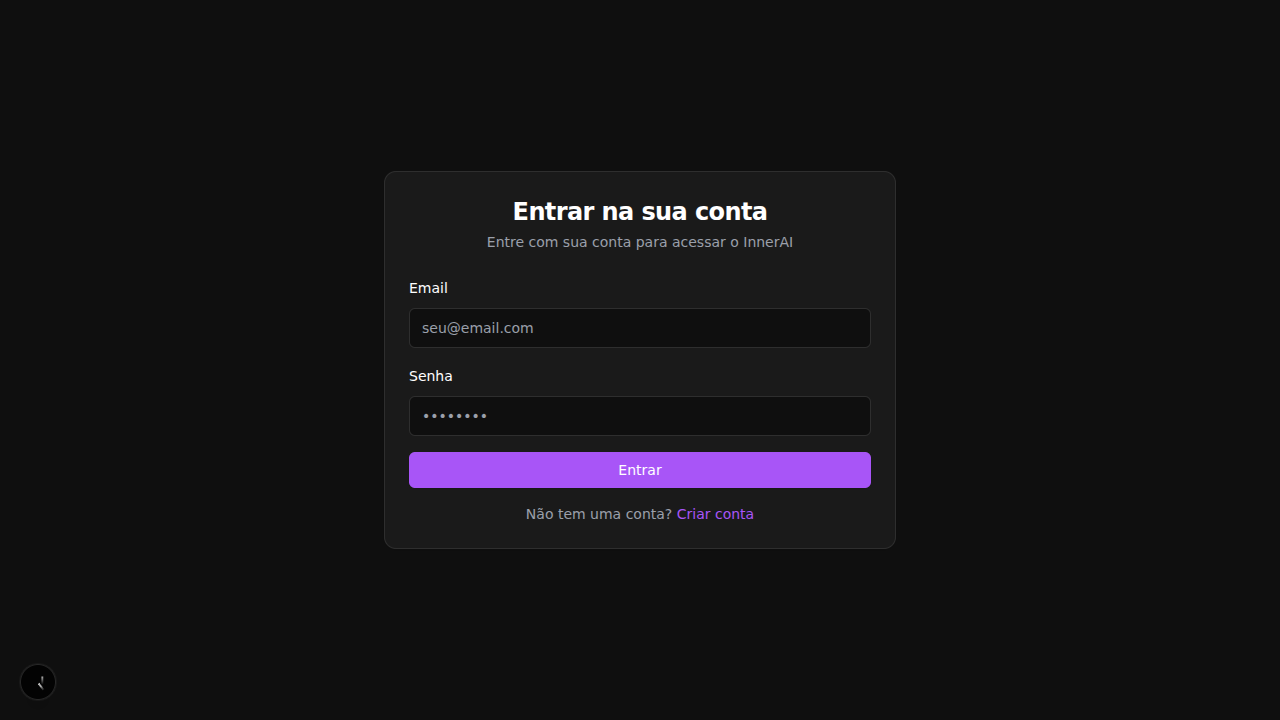 Entrar na sua conta
Entre com sua conta para acessar o InnerAI
Email
seu@email.com
Senha
••••••••
Entrar
Não tem uma conta? Criar conta